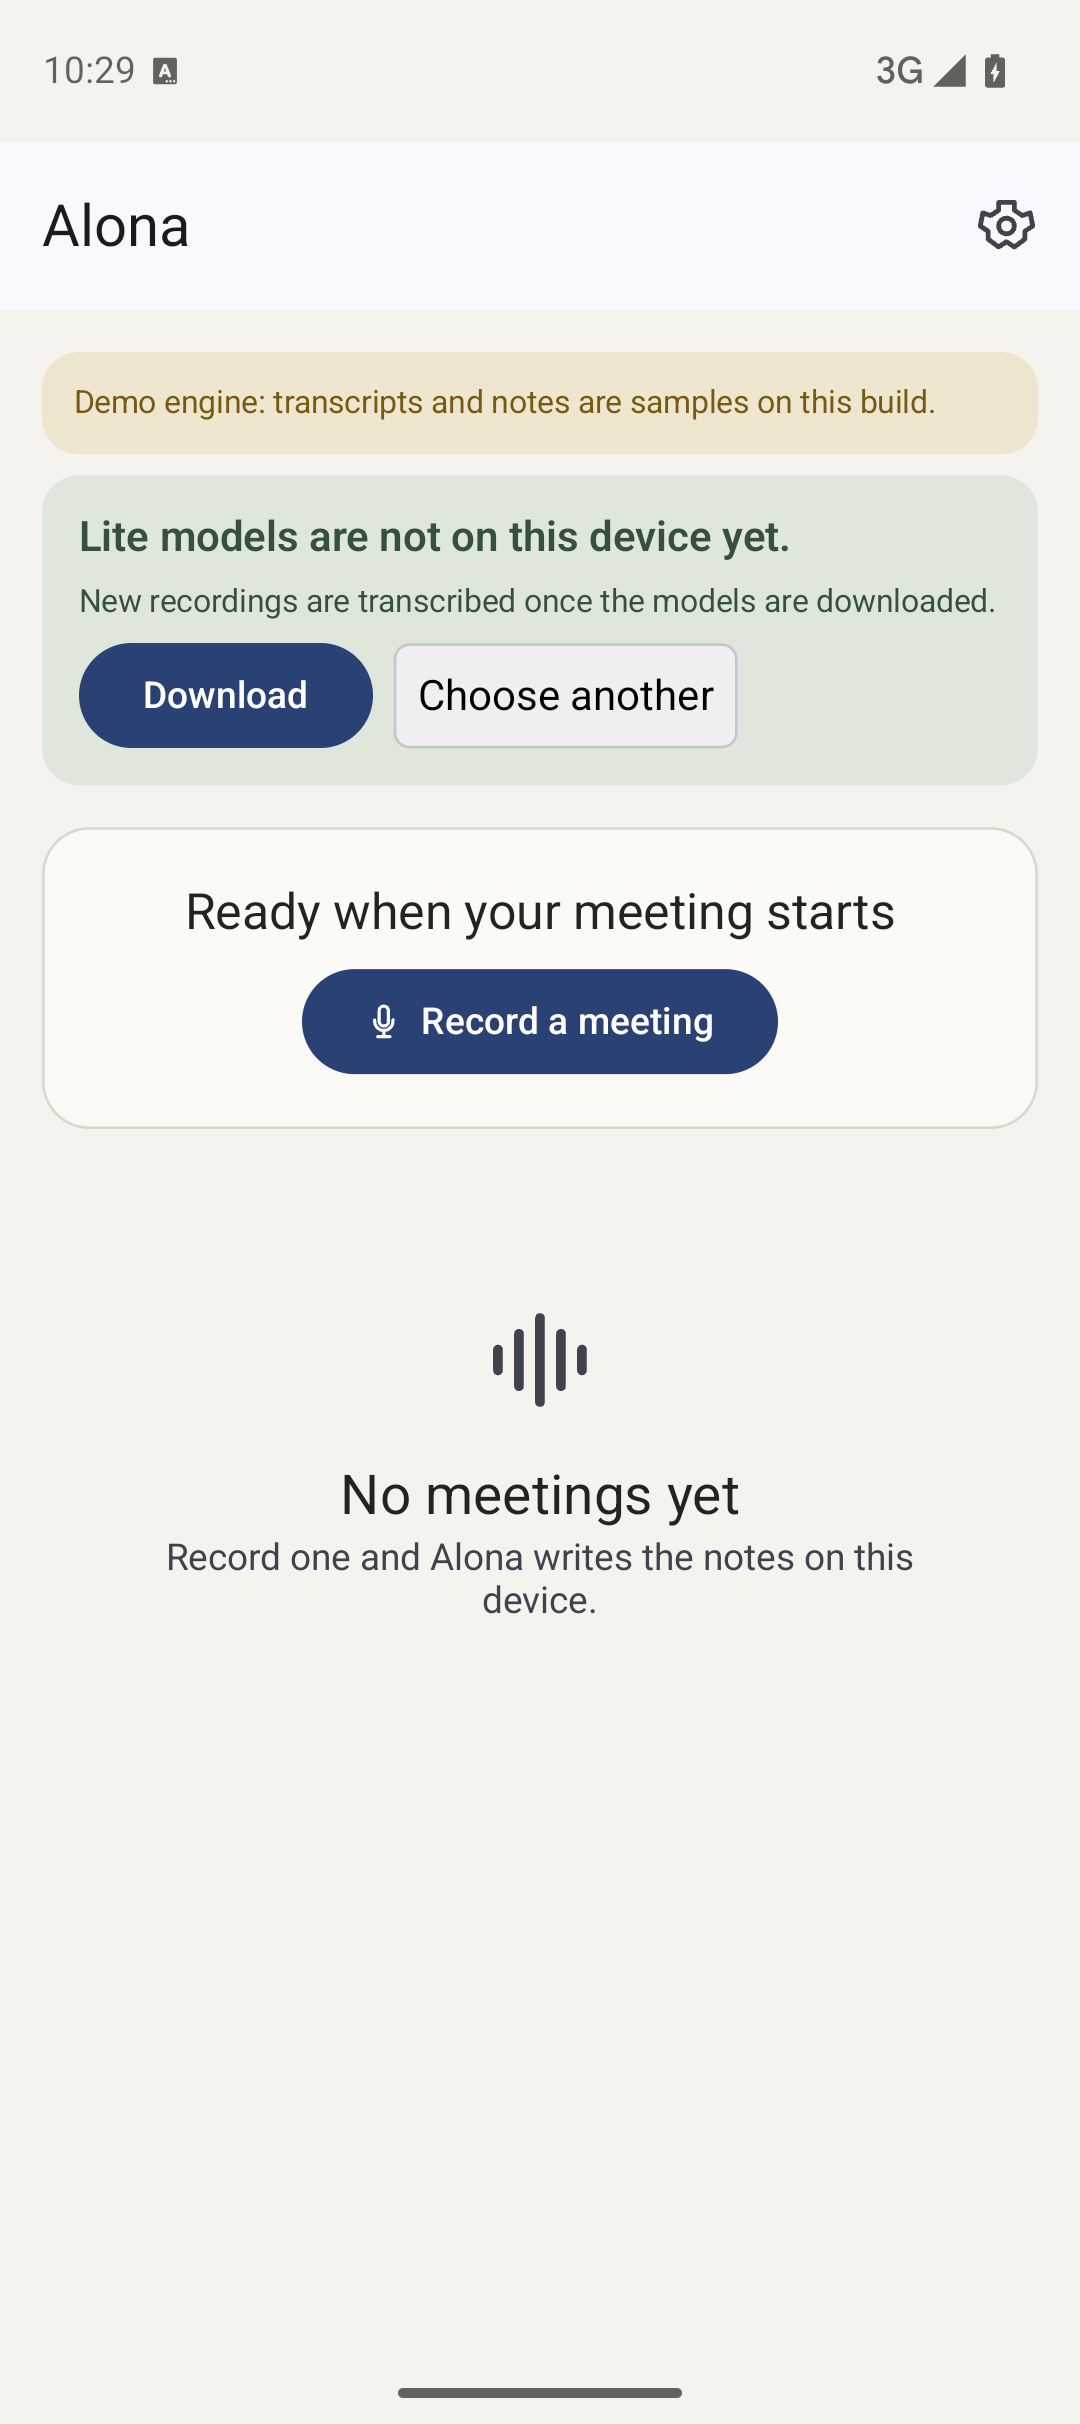 10:29
3G
Alona
Demo engine: transcripts and notes are samples on this build.
Lite models are not on this device yet.
New recordings are transcribed once the models are downloaded.
Download
Choose another
Ready when your meeting starts
Record a meeting
No meetings yet
Record one and Alona writes the notes on this
device.